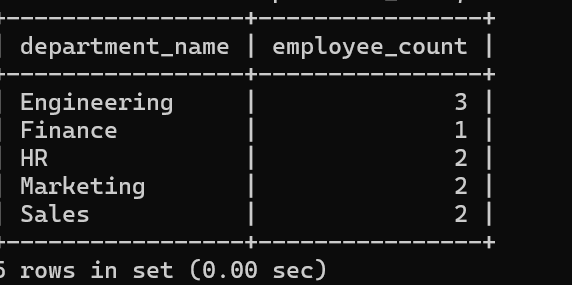 +-----------------+----------------+
| department_name | employee_count |
+-----------------+----------------+
| Engineering     |              3 |
| Finance         |              1 |
| HR              |              2 |
| Marketing       |              2 |
| Sales           |              2 |
+-----------------+----------------+
5 rows in set (0.00 sec)